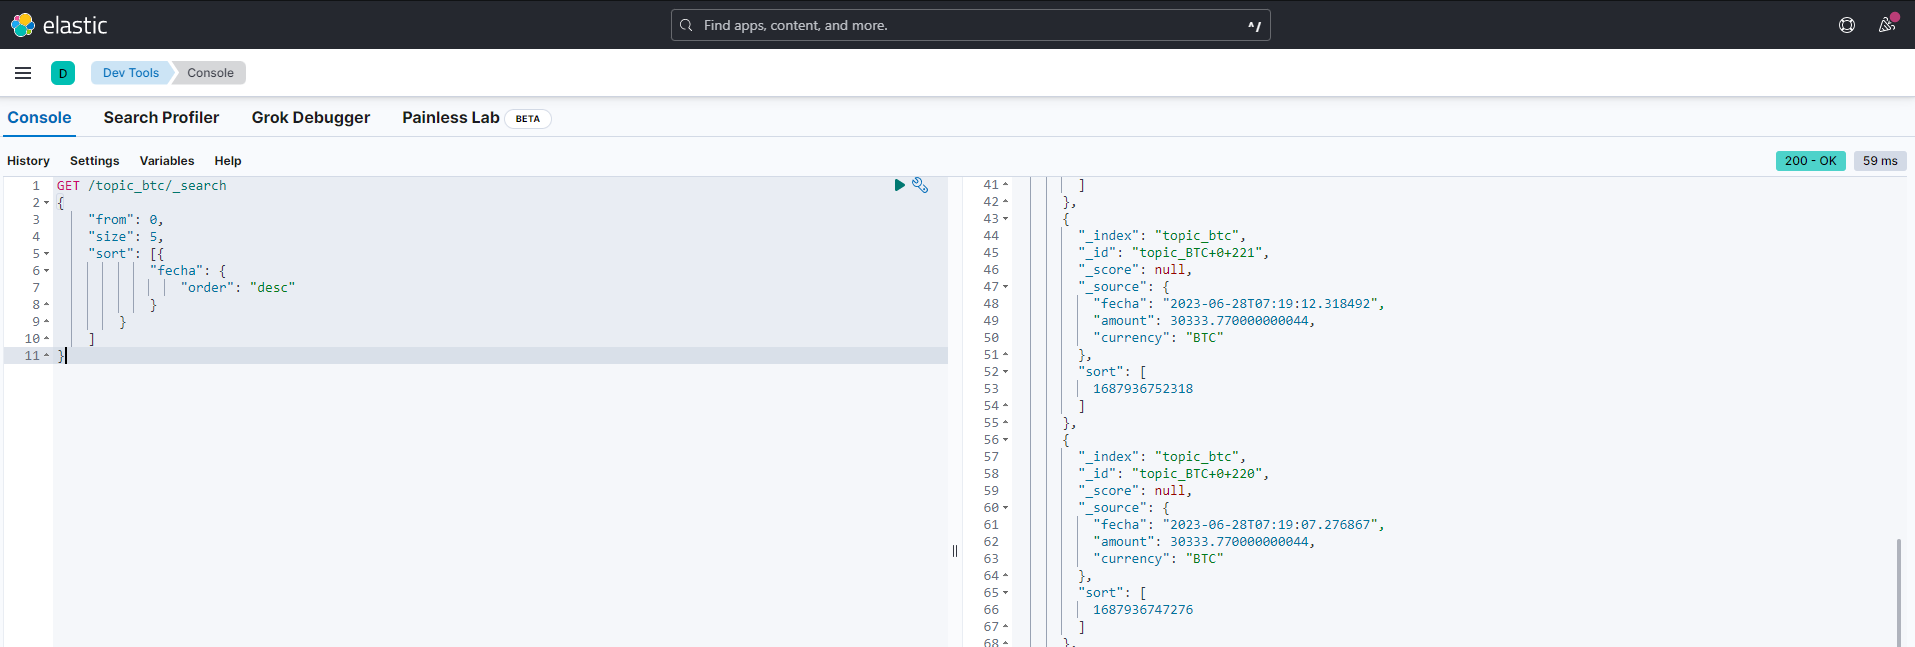 elastic
Find apps, content, and more.
^/
D
Dev Tools
Console
Console
Search Profiler
Grok Debugger
Painless Lab
BETA
History
Settings
Variables
Help
200 - OK
59 ms
1 GET /topic_btc/_search
2 {
3 "from": 0,
4 "size": 5,
5 "sort": [{
6 "fecha": {
7 "order": "desc"
8 }
9 }
10 ]
11 }
41 ]
42 },
43 {
44 "_index": "topic_btc",
45 "_id": "topic_BTC+0+221",
46 "_score": null,
47 "_source": {
48 "fecha": "2023-06-28T07:19:12.318492",
49 "amount": 30333.770000000044,
50 "currency": "BTC"
51 },
52 "sort": [
53 1687936752318
54 ]
55 },
56 {
57 "_index": "topic_btc",
58 "_id": "topic_BTC+0+220",
59 "_score": null,
60 "_source": {
61 "fecha": "2023-06-28T07:19:07.276867",
62 "amount": 30333.770000000044,
63 "currency": "BTC"
64 },
65 "sort": [
66 1687936747276
67 ]
68 },